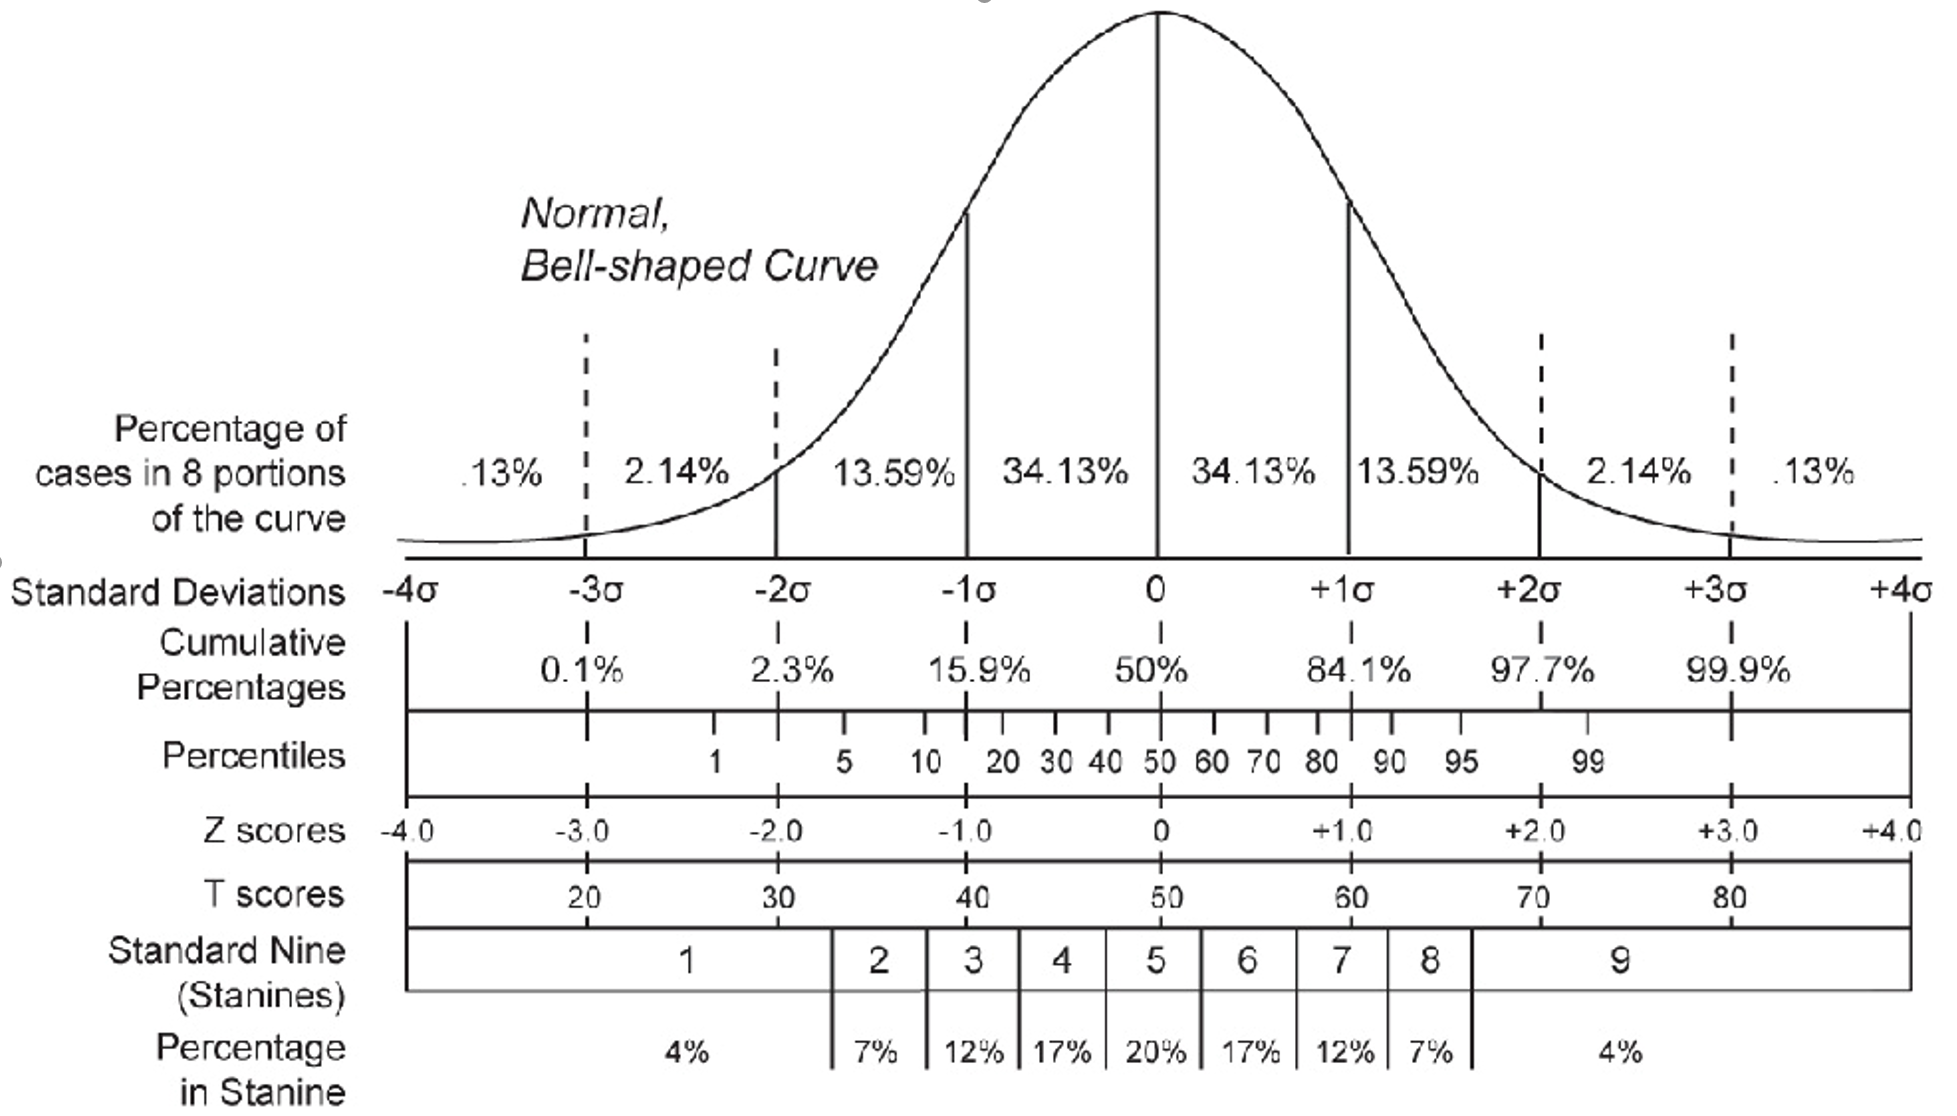 Normal,
Bell-shaped Curve
Percentage of
cases in 8 portions
of the curve
.13% 2.14% 13.59% 34.13% 34.13% 13.59% 2.14% .13%
Standard Deviations -4σ -3σ -2σ -1σ 0 +1σ +2σ +3σ +4σ
Cumulative
Percentages
0.1% 2.3% 15.9% 50% 84.1% 97.7% 99.9%
Percentiles 1 5 10 20 30 40 50 60 70 80 90 95 99
Z scores -4.0 -3.0 -2.0 -1.0 0 +1.0 +2.0 +3.0 +4.0
T scores 20 30 40 50 60 70 80
Standard Nine
(Stanines)
1 2 3 4 5 6 7 8 9
Percentage
in Stanine
4% 7% 12% 17% 20% 17% 12% 7% 4%